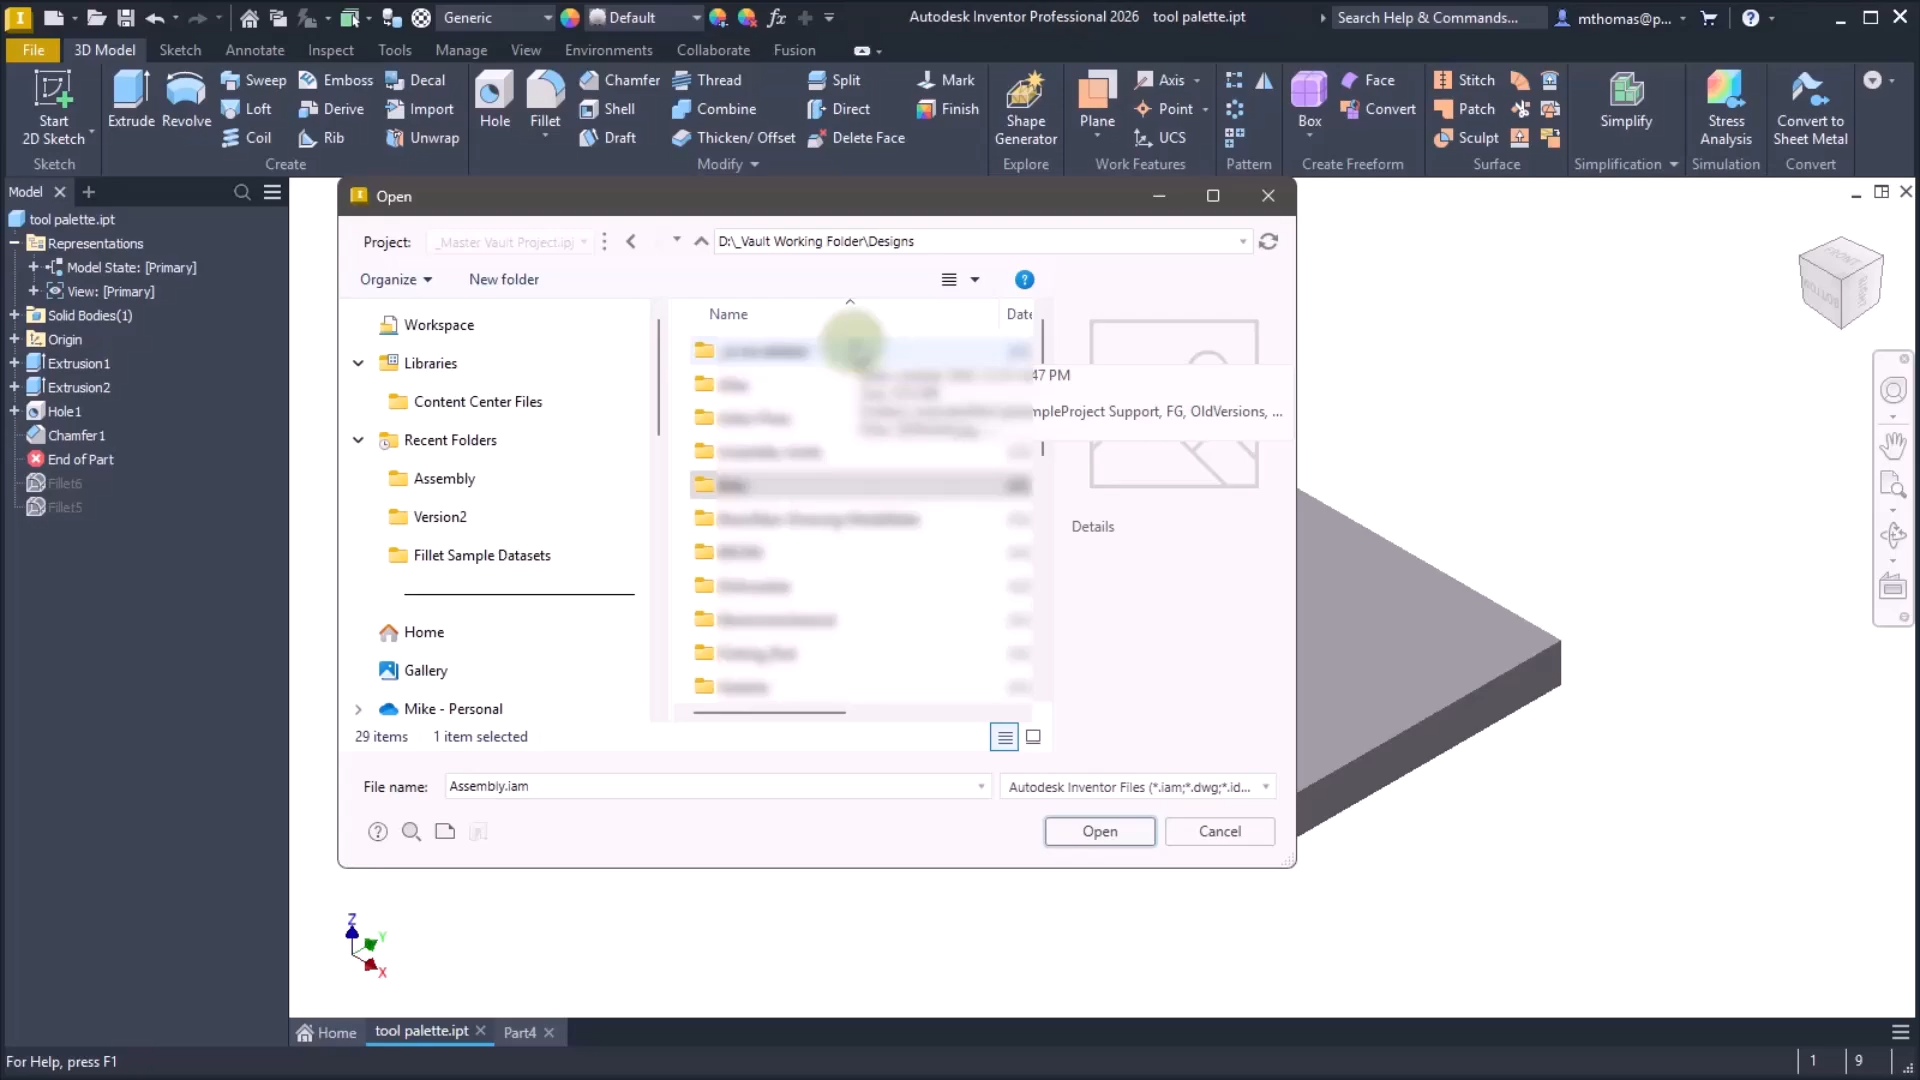 Generic
Default
fx
Autodesk Inventor Professional 2026 tool palette.ipt
Search Help & Commands...
mthomas@p...
File
3D Model
Sketch
Annotate
Inspect
Tools
Manage
View
Environments
Collaborate
Fusion
Start
2D Sketch
Sketch
Extrude
Revolve
Sweep
Loft
Coil
Emboss
Derive
Rib
Decal
Import
Unwrap
Create
Hole
Fillet
Chamfer
Shell
Draft
Thread
Combine
Thicken/ Offset
Split
Direct
Delete Face
Modify
Mark
Finish
Shape
Generator
Explore
Plane
Axis
Point
UCS
Work Features
Pattern
Box
Face
Convert
Create Freeform
Stitch
Patch
Sculpt
Surface
Simplify
Simplification
Stress
Analysis
Simulation
Convert to
Sheet Metal
Convert
Model
tool palette.ipt
Representations
Model State: [Primary]
View: [Primary]
Solid Bodies(1)
Origin
Extrusion1
Extrusion2
Hole1
Chamfer1
End of Part
Fillet6
Fillet5
Open
Project:
_Master Vault Project.ipj
D:\_Vault Working Folder\Designs
Organize
New folder
Workspace
Libraries
Content Center Files
Recent Folders
Assembly
Version2
Fillet Sample Datasets
Home
Gallery
Mike - Personal
Name
Date
47 PM
mpleProject Support, FG, OldVersions, ...
Details
29 items 1 item selected
File name:
Assembly.iam
Autodesk Inventor Files (*.iam;*.dwg;*.id...
Open
Cancel
FRONT
BOTTOM
Z
Y
X
Home
tool palette.ipt
Part4
For Help, press F1
1
9